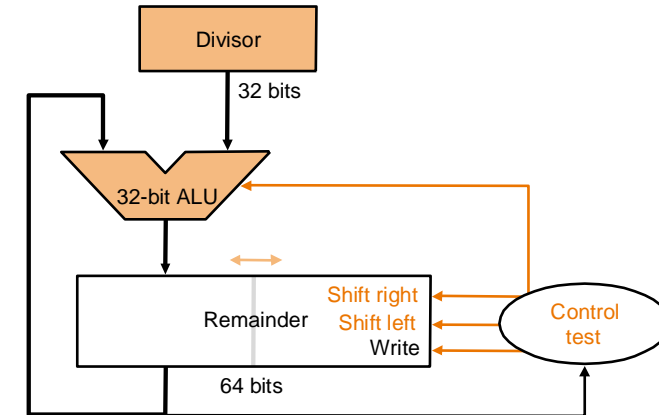 Divisor
32 bits
32-bit ALU
Shift right
Remainder
Shift left
Write
Control
test
64 bits